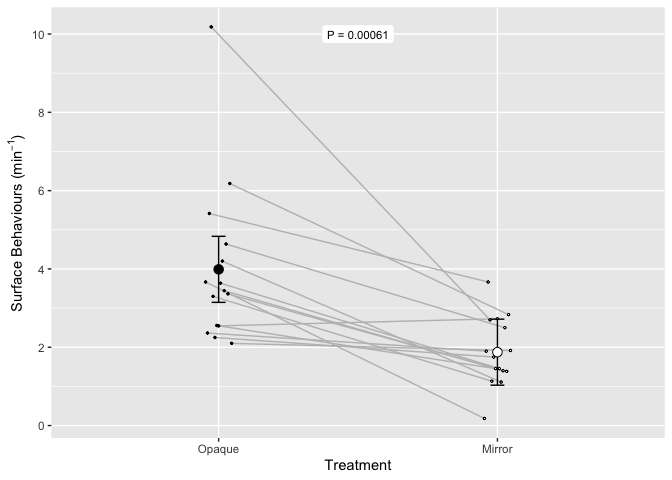 P = 0.00061
10
8
6
4
2
0
Surface Behaviours (min⁻¹)
Opaque
Mirror
Treatment